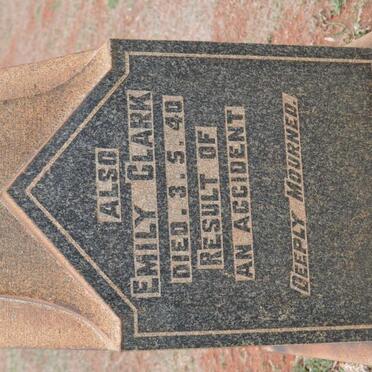 ALSO
EMILY CLARK
DIED. 3. 5. 40
RESULT OF
AN ACCIDENT
DEEPLY MOURNED.